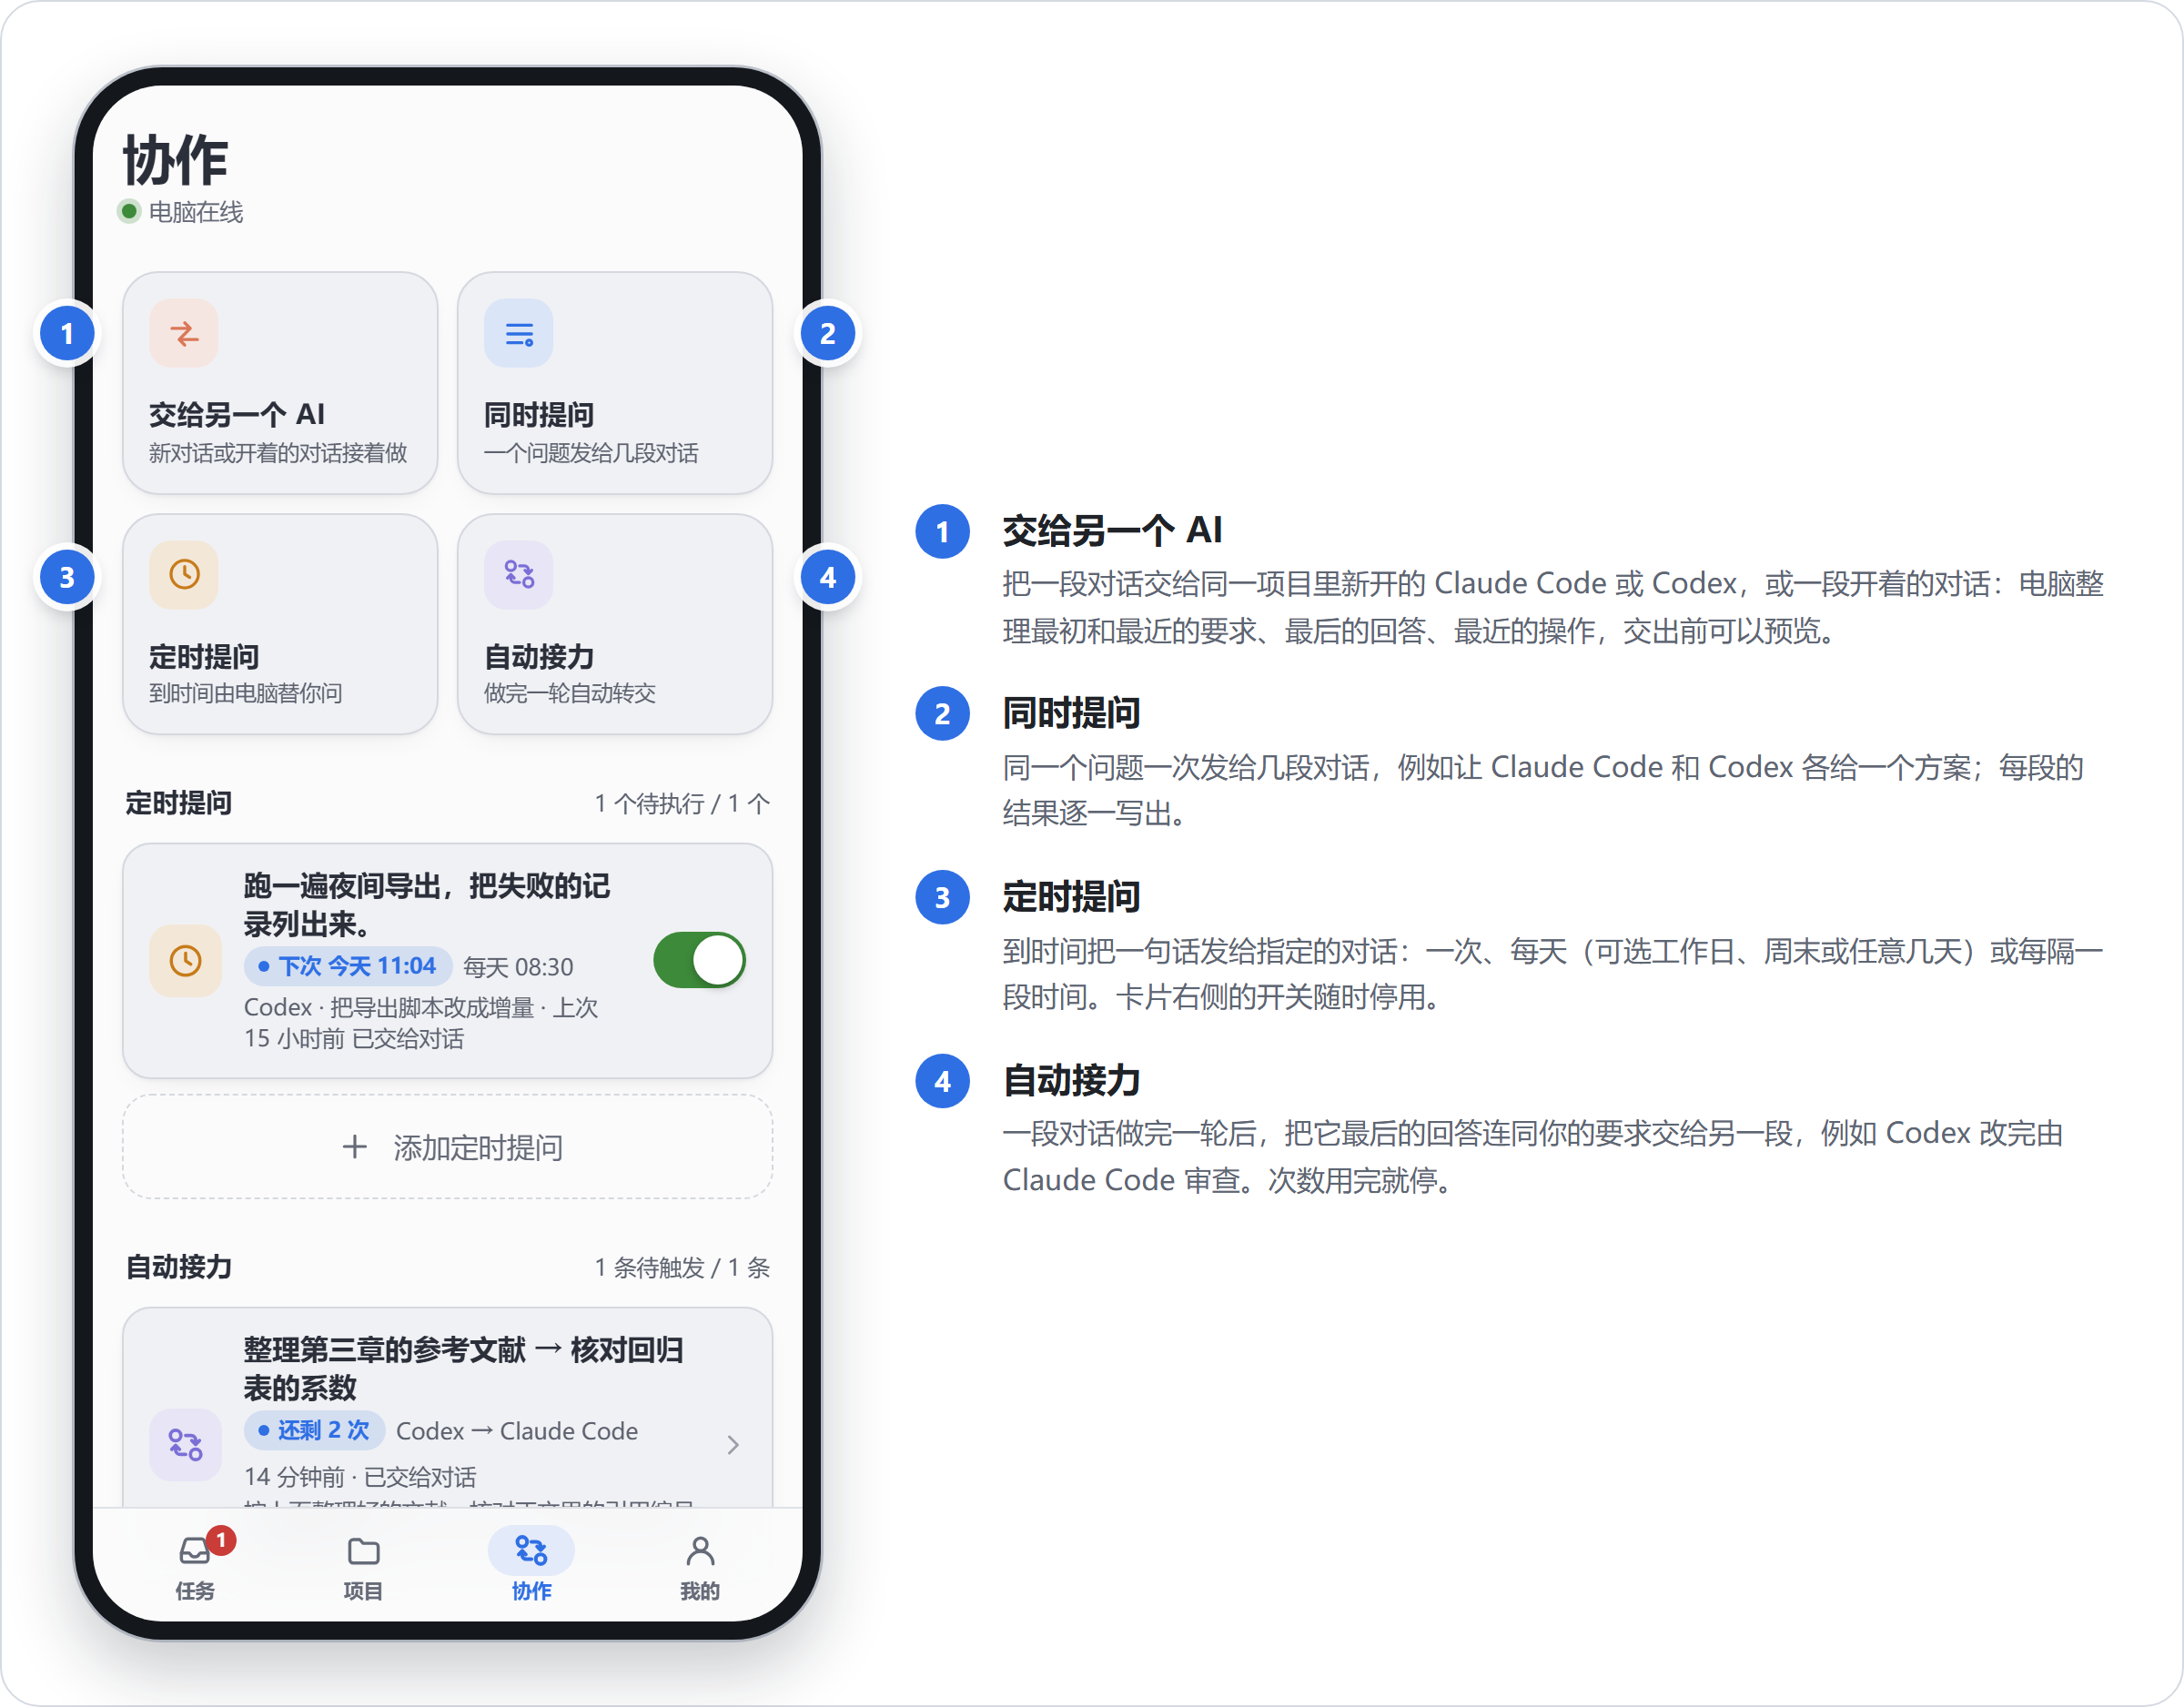 协作
电脑在线
1
2
交给另一个 AI
新对话或开着的对话接着做
同时提问
一个问题发给几段对话
3
4
定时提问
到时间由电脑替你问
自动接力
做完一轮自动转交
定时提问
1 个待执行 / 1 个
跑一遍夜间导出，把失败的记
录列出来。
下次 今天 11:04 每天 08:30
Codex · 把导出脚本改成增量 · 上次
15 小时前 已交给对话
+ 添加定时提问
自动接力
1 条待触发 / 1 条
整理第三章的参考文献 → 核对回归
表的系数
还剩 2 次 Codex → Claude Code
14 分钟前 · 已交给对话
1
任务
项目
协作
我的
1 交给另一个 AI
把一段对话交给同一项目里新开的 Claude Code 或 Codex，或一段开着的对话：电脑整
理最初和最近的要求、最后的回答、最近的操作，交出前可以预览。
2 同时提问
同一个问题一次发给几段对话，例如让 Claude Code 和 Codex 各给一个方案；每段的
结果逐一写出。
3 定时提问
到时间把一句话发给指定的对话：一次、每天（可选工作日、周末或任意几天）或每隔一
段时间。卡片右侧的开关随时停用。
4 自动接力
一段对话做完一轮后，把它最后的回答连同你的要求交给另一段，例如 Codex 改完由
Claude Code 审查。次数用完就停。